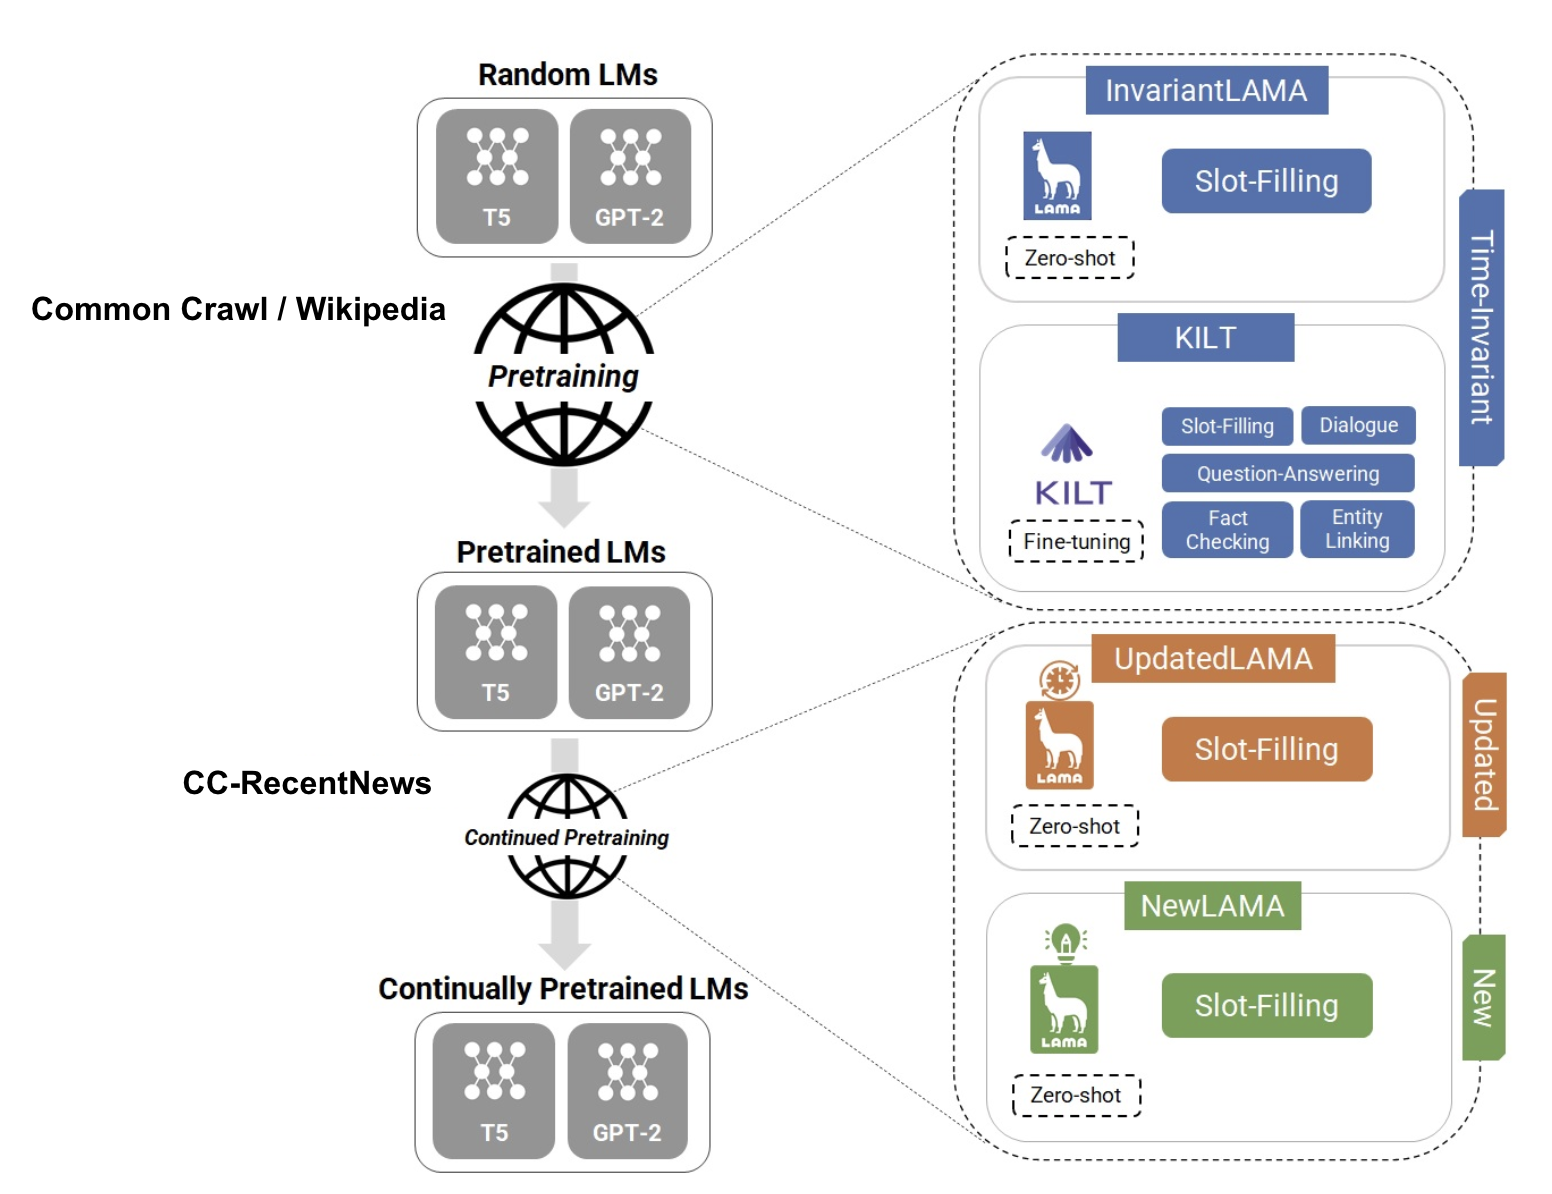 Random LMs
T5
GPT-2
Common Crawl / Wikipedia
Pretraining
Pretrained LMs
T5
GPT-2
CC-RecentNews
Continued Pretraining
Continually Pretrained LMs
T5
GPT-2
InvariantLAMA
LAMA
Slot-Filling
Zero-shot
KILT
Slot-Filling
Dialogue
Question-Answering
KILT
Fact
Checking
Entity
Linking
Fine-tuning
Time-Invariant
UpdatedLAMA
LAMA
Slot-Filling
Zero-shot
Updated
NewLAMA
LAMA
Slot-Filling
Zero-shot
New